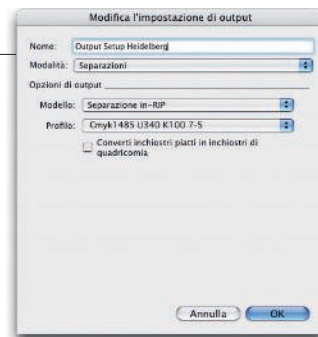 Modifica l'impostazione di output
Nome: Output Setup Heidelberg
Modalità: Separazioni
Opzioni di output
Modello: Separazione in-RIP
Profilo: Cmyk1485 U340 K100 7-5
Converti inchiostri piatti in inchiostri di
quadricomia
Annulla OK